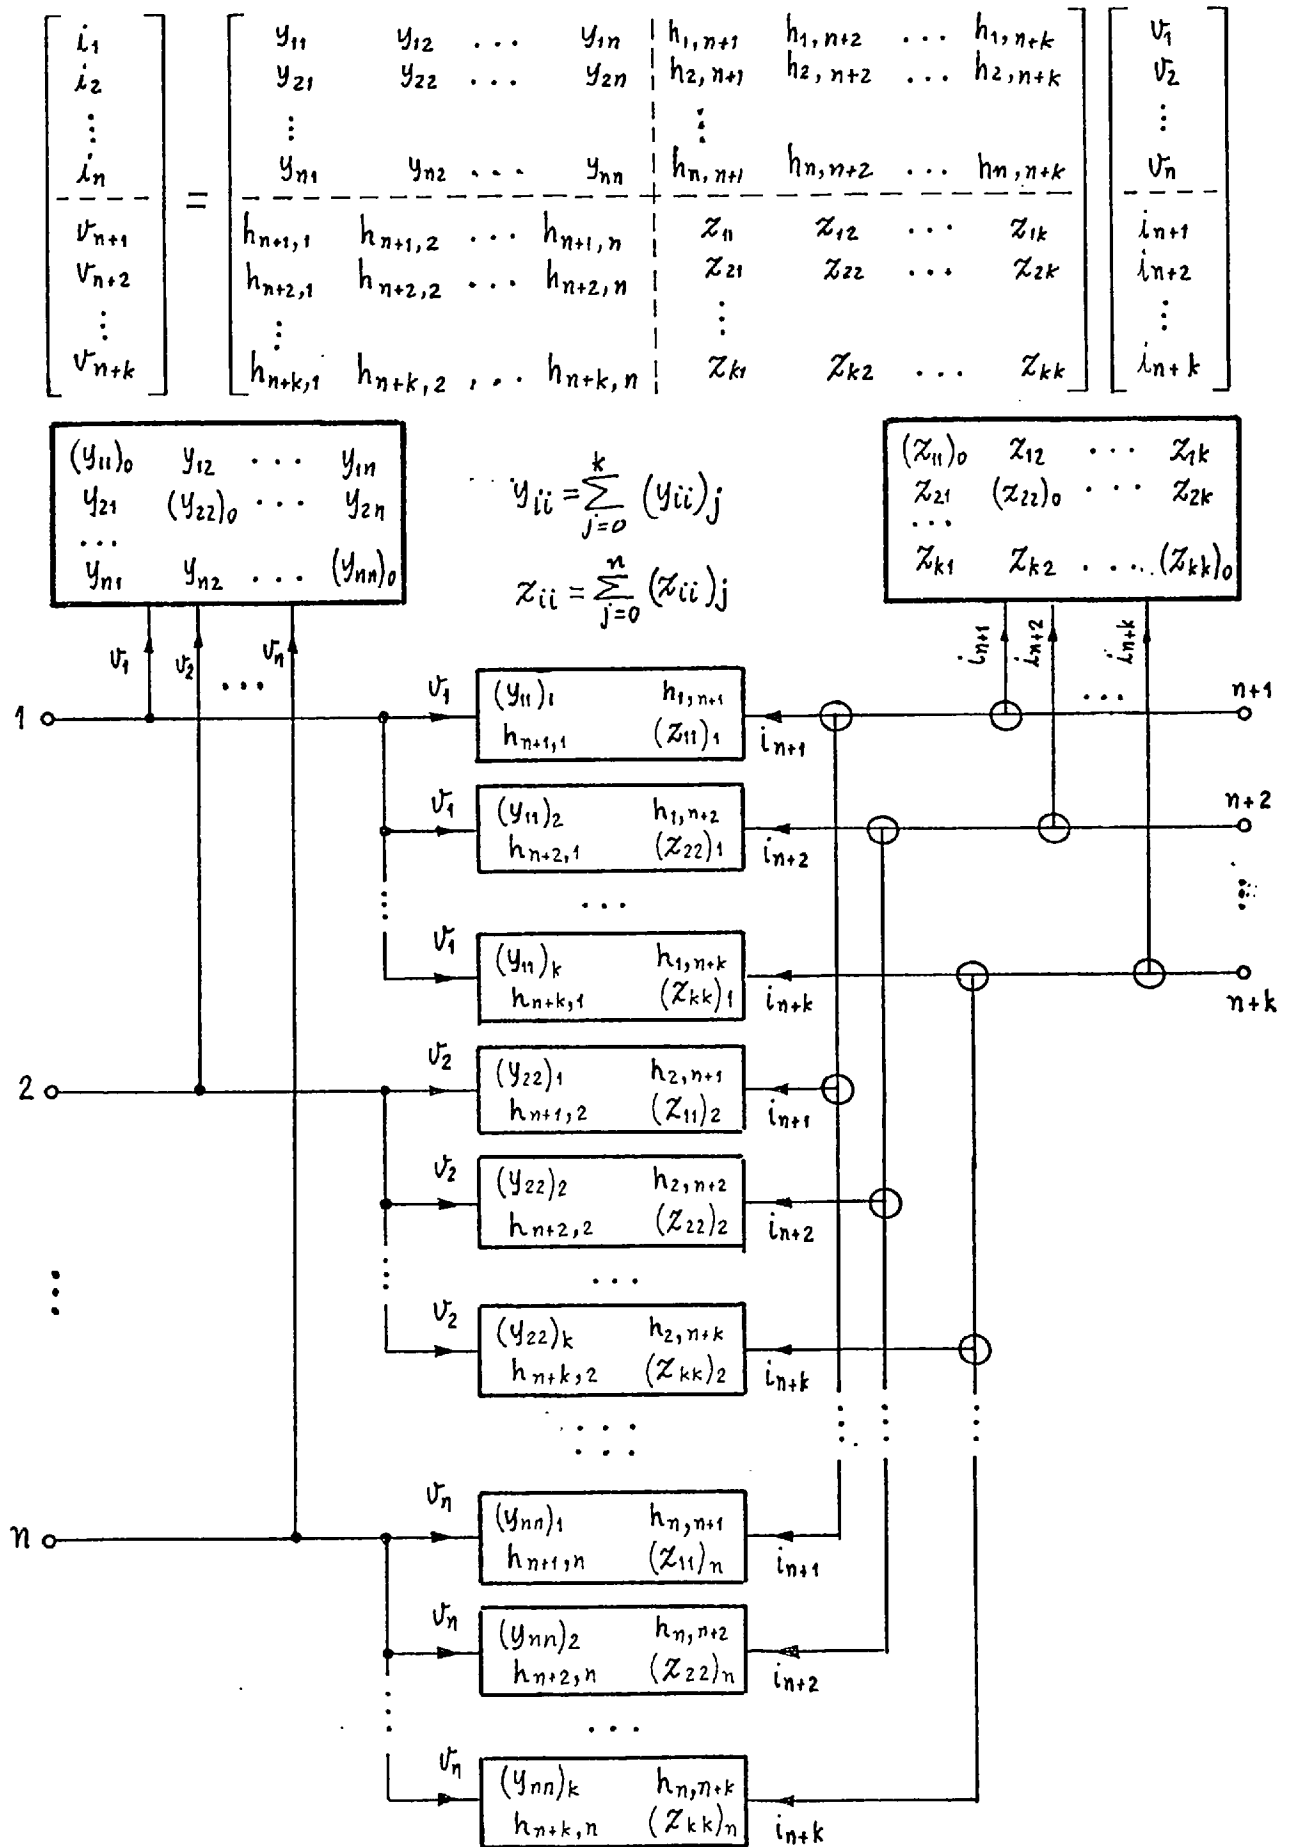 i1 y11 y12 ... y1n h1,n+1 h1,n+2 ... h1,n+k v1
i2 y21 y22 ... y2n h2,n+1 h2,n+2 ... h2,n+k v2
⋮ ⋮ ⋮ ⋮
in yn1 yn2 ... ynn hn,n+1 hn,n+2 ... hn,n+k vn
=
vn+1 hn+1,1 hn+1,2 ... hn+1,n z11 z12 ... z1k in+1
vn+2 hn+2,1 hn+2,2 ... hn+2,n z21 z22 ... z2k in+2
⋮ ⋮ ⋮ ⋮
vn+k hn+k,1 hn+k,2 ... hn+k,n zk1 zk2 ... zkk in+k
(y11)0 y12 ... y1n
y21 (y22)0 ... y2n
...
yn1 yn2 ... (ynn)0
yii = ∑ j=0 k (yii)j
zii = ∑ j=0 n (zii)j
(z11)0 z12 ... z1k
z21 (z22)0 ... z2k
...
zk1 zk2 ... (zkk)0
v1 v2 ... vn
in+1 in+2 ... in+k
1 v1 (y11)1 h1,n+1 in+1 n+1
hn+1,1 (z11)1
v1 (y11)2 h1,n+2 in+2 n+2
hn+2,1 (z22)1
⋮ ... ⋮
v1 (y11)k h1,n+k in+k n+k
hn+k,1 (zkk)1
2 v2 (y22)1 h2,n+1 in+1
hn+1,2 (z11)2
v2 (y22)2 h2,n+2 in+2
hn+2,2 (z22)2
⋮ ⋮ ...
v2 (y22)k h2,n+k in+k
hn+k,2 (zkk)2
... ⋮ ⋮ ⋮
...
n vn (ynn)1 hn,n+1 in+1
hn+1,n (z11)n
vn (ynn)2 hn,n+2 in+2
hn+2,n (z22)n
⋮ ...
vn (ynn)k hn,n+k in+k
hn+k,n (zkk)n